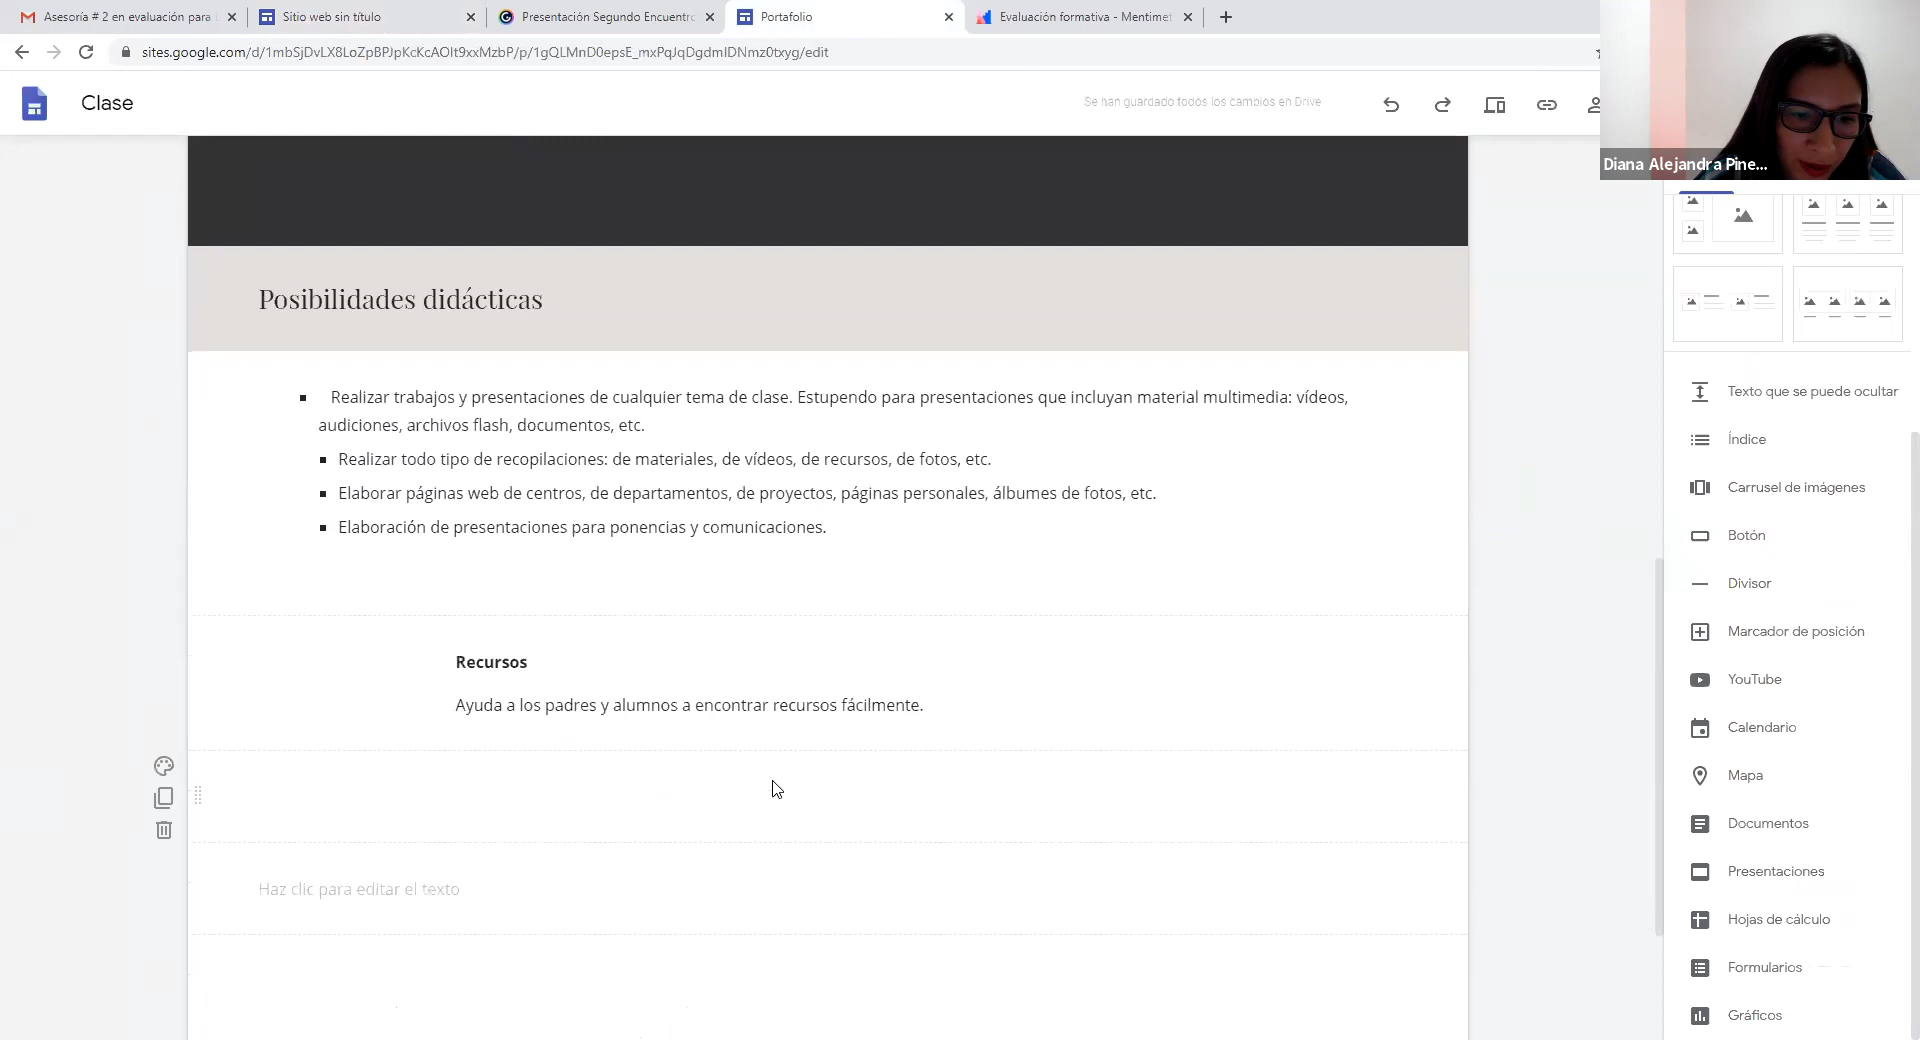 Asesoría # 2 en evaluación para
Sitio web sin título
Presentación Segundo Encuentro
Portafolio
Evaluación formativa - Mentimet
sites.google.com/d/1mbSjDvLX8LoZpBPJpKcKcAOlt9xxMzbP/p/1gQLMnD0epsE_mxPqJqDgdmIDNmz0txyg/edit
Clase
Se han guardado todos los cambios en Drive
Diana Alejandra Pine...
Posibilidades didácticas
Realizar trabajos y presentaciones de cualquier tema de clase. Estupendo para presentaciones que incluyan material multimedia: vídeos,
audiciones, archivos flash, documentos, etc.
Realizar todo tipo de recopilaciones: de materiales, de vídeos, de recursos, de fotos, etc.
Elaborar páginas web de centros, de departamentos, de proyectos, páginas personales, álbumes de fotos, etc.
Elaboración de presentaciones para ponencias y comunicaciones.
Recursos
Ayuda a los padres y alumnos a encontrar recursos fácilmente.
Haz clic para editar el texto
Texto que se puede ocultar
Índice
Carrusel de imágenes
Botón
Divisor
Marcador de posición
YouTube
Calendario
Mapa
Documentos
Presentaciones
Hojas de cálculo
Formularios
Gráficos